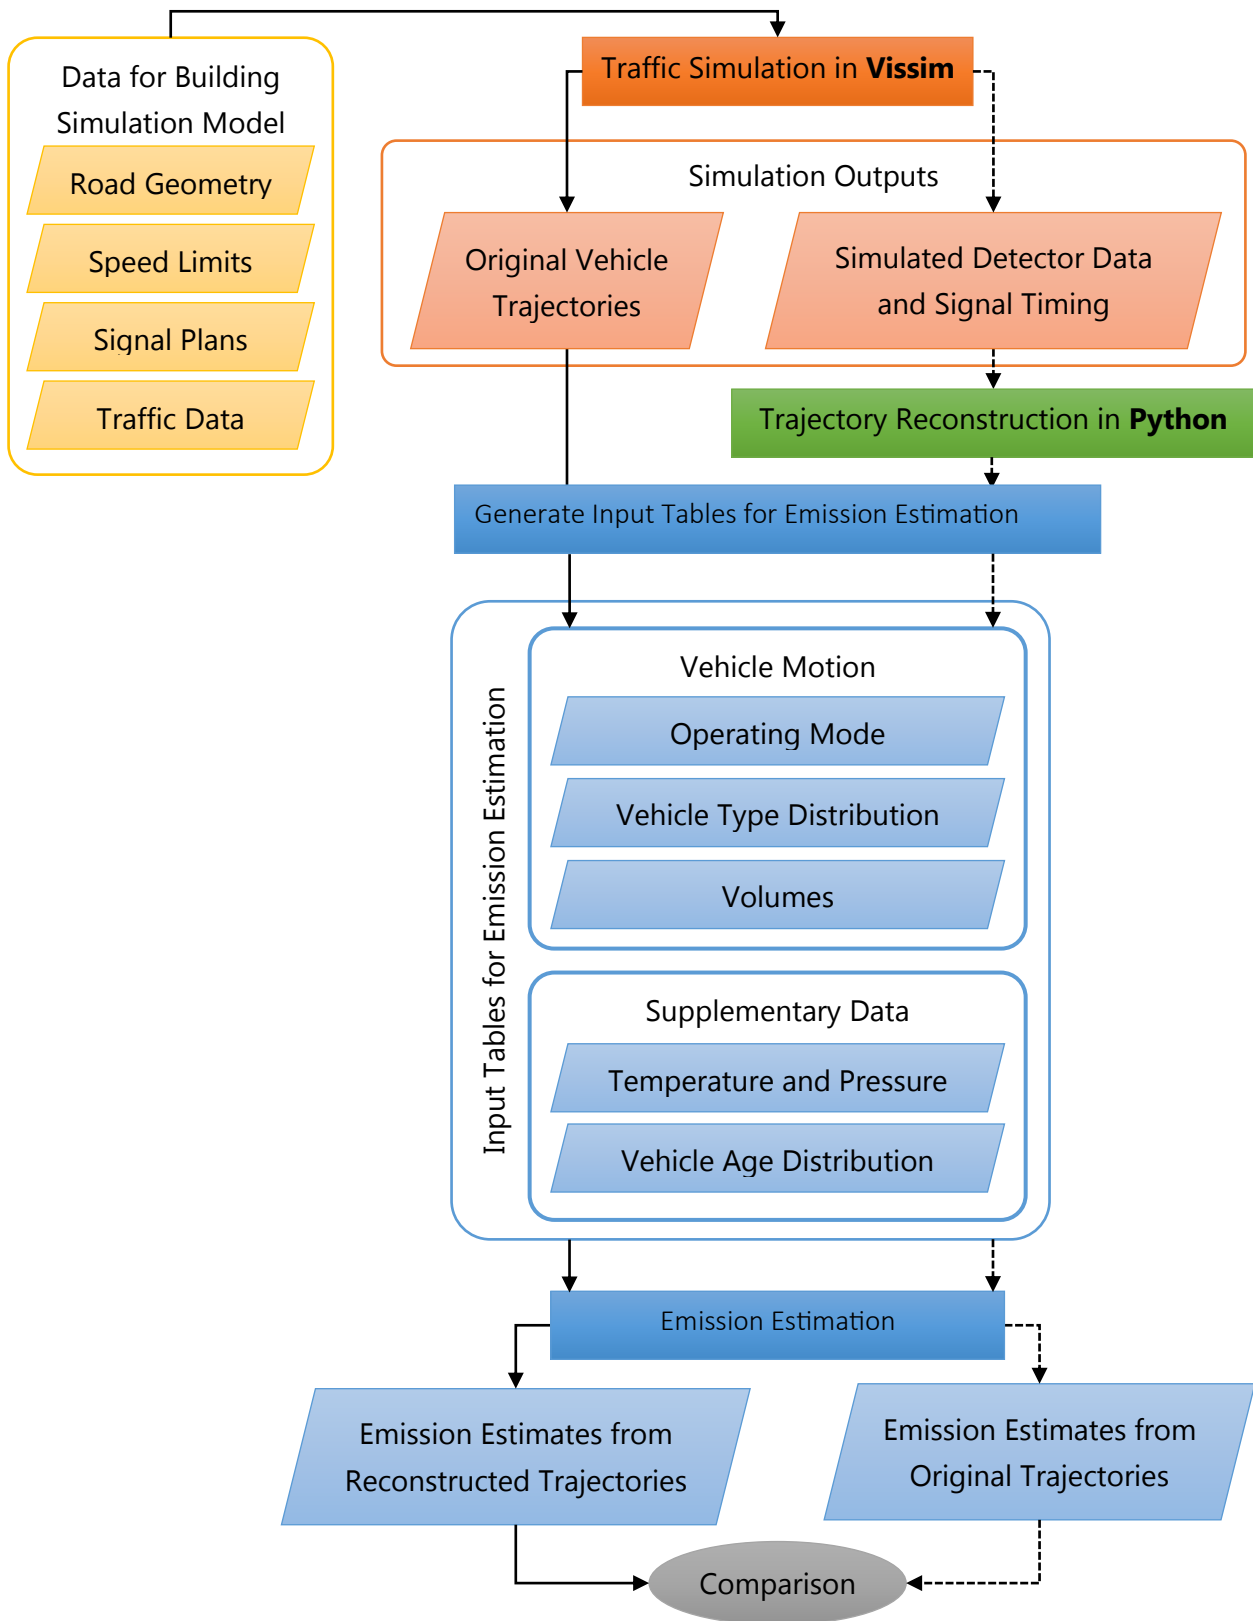 Data for Building
Simulation Model
Road Geometry
Speed Limits
Signal Plans
Traffic Data
Traffic Simulation in Vissim
Simulation Outputs
Original Vehicle
Trajectories
Simulated Detector Data
and Signal Timing
Trajectory Reconstruction in Python
Generate Input Tables for Emission Estimation
Input Tables for Emission Estimation
Vehicle Motion
Operating Mode
Vehicle Type Distribution
Volumes
Supplementary Data
Temperature and Pressure
Vehicle Age Distribution
Emission Estimation
Emission Estimates from
Reconstructed Trajectories
Emission Estimates from
Original Trajectories
Comparison